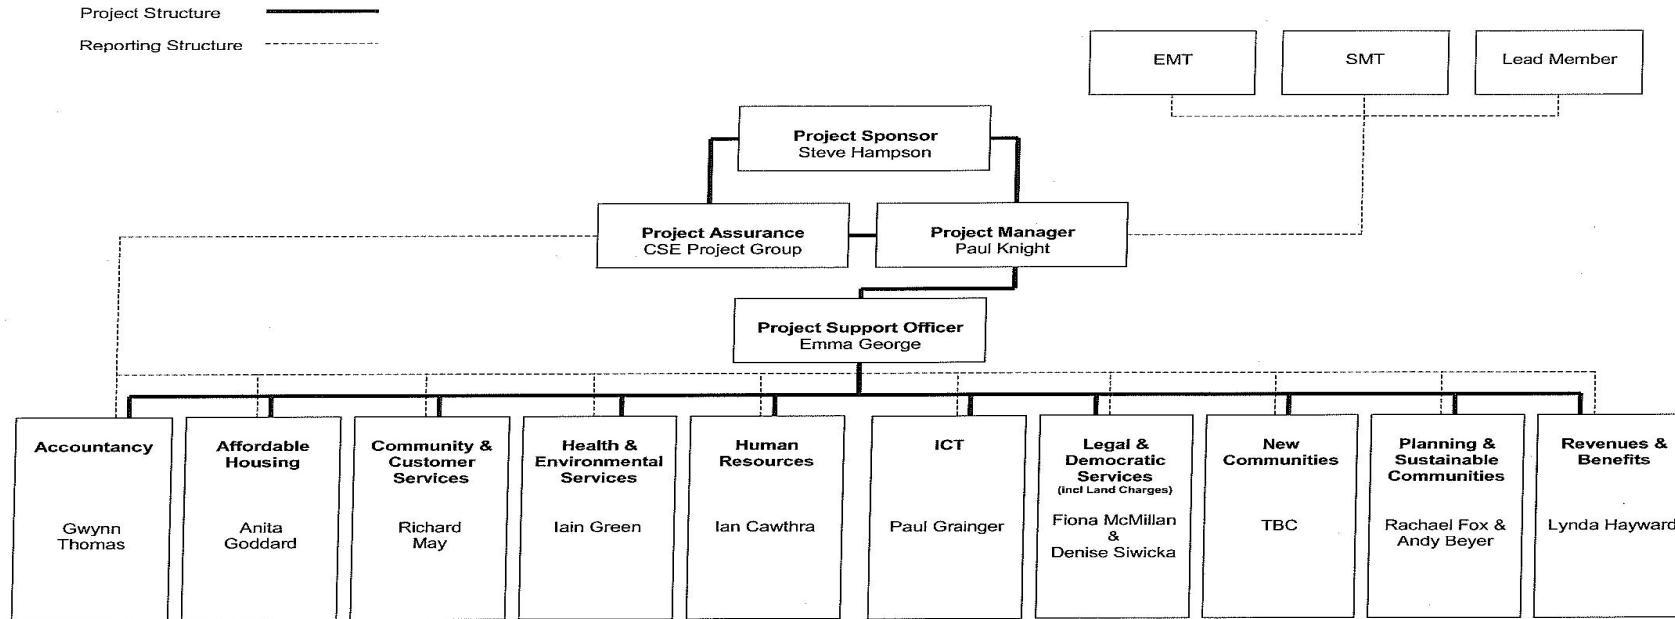 Project Structure
Reporting Structure
EMT
SMT
Lead Member
Project Sponsor
Steve Hampson
Project Assurance
CSE Project Group
Project Manager
Paul Knight
Project Support Officer
Emma George
Accountancy
Gwynn
Thomas
Affordable
Housing
Anita
Goddard
Community &
Customer
Services
Richard
May
Health &
Environmental
Services
Iain Green
Human
Resources
Ian Cawthra
ICT
Paul Grainger
Legal &
Democratic
Services
(incl Land Charges)
Fiona McMillan
&
Denise Siwicka
New
Communities
TBC
Planning &
Sustainable
Communities
Rachael Fox &
Andy Beyer
Revenues &
Benefits
Lynda Hayward